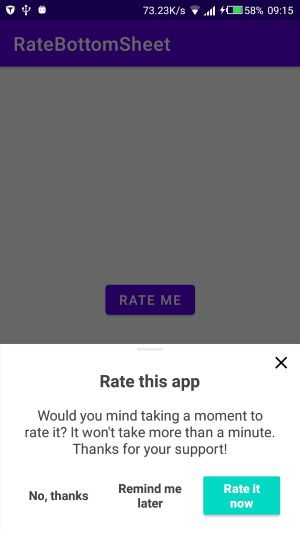 73.23K/s 58% 09:15
RateBottomSheet
RATE ME
Rate this app
Would you mind taking a moment to
rate it? It won't take more than a minute.
Thanks for your support!
No, thanks
Remind me
later
Rate it
now